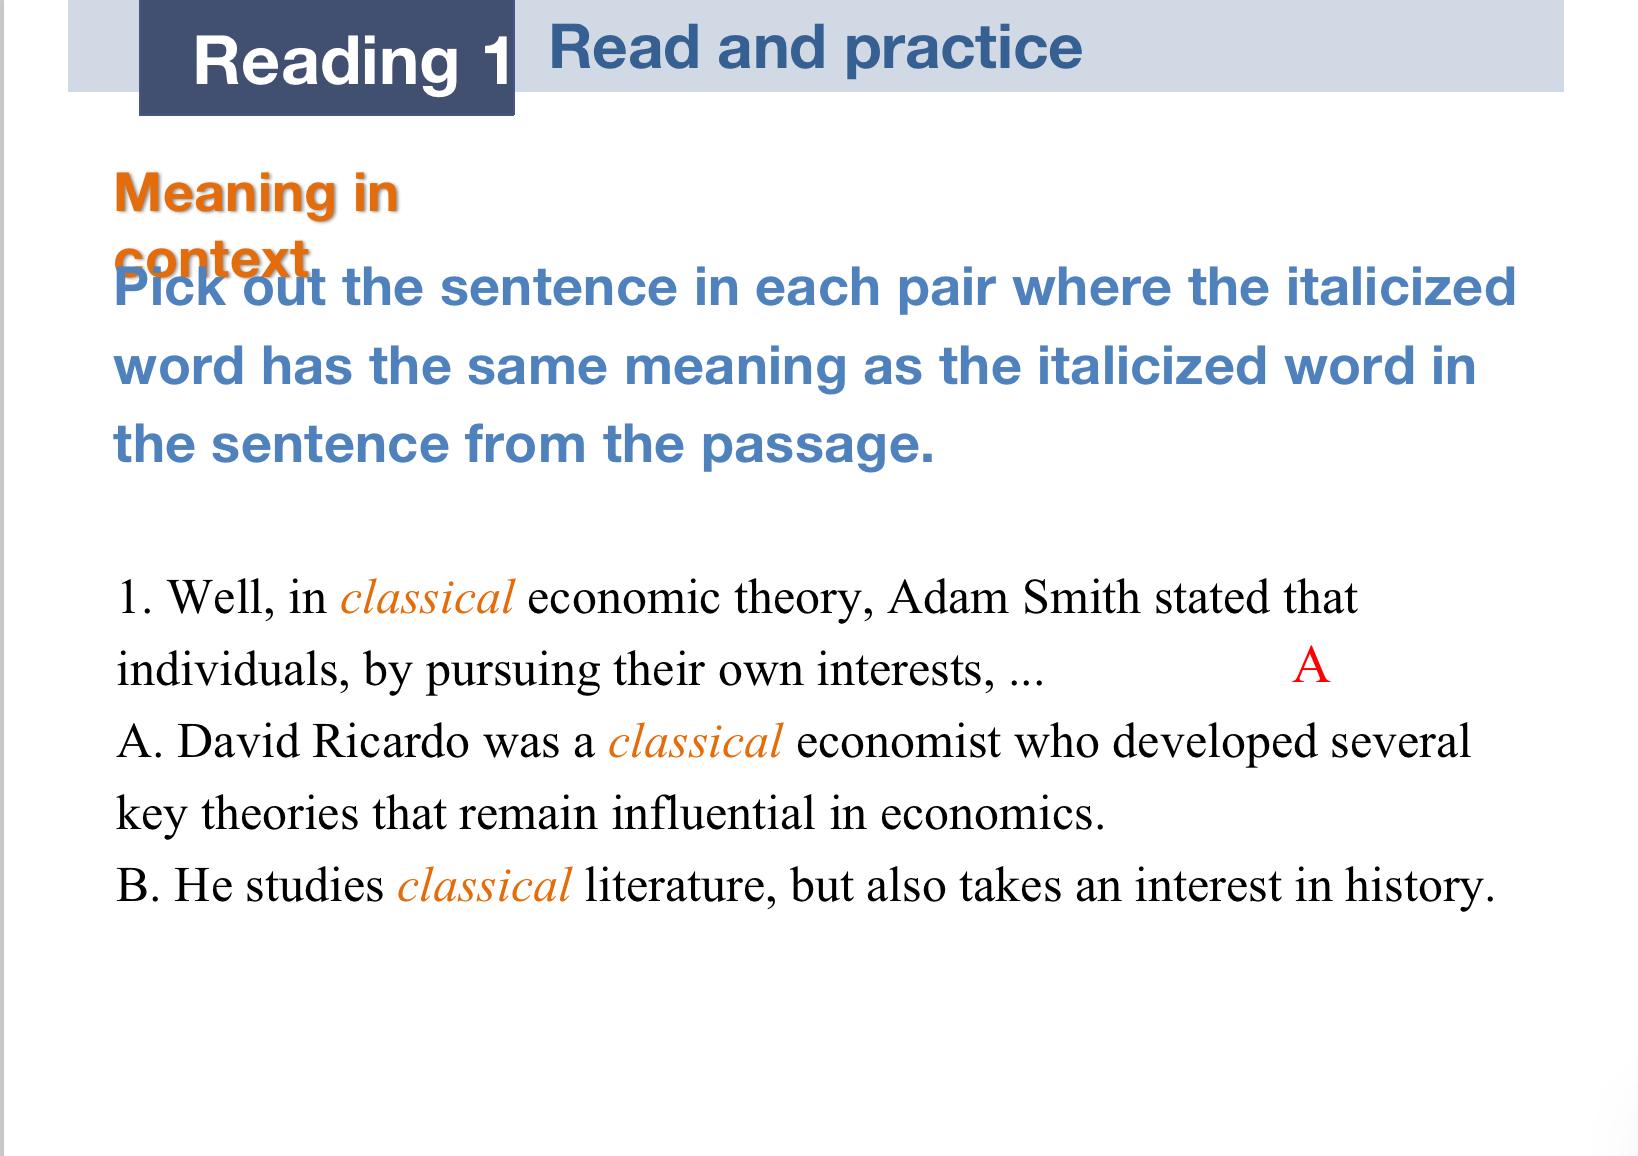 Reading 1
Read and practice
Meaning in
context
Pick out the sentence in each pair where the italicized
word has the same meaning as the italicized word in
the sentence from the passage.
1. Well, in classical economic theory, Adam Smith stated that
individuals, by pursuing their own interests, ...
A
A. David Ricardo was a classical economist who developed several
key theories that remain influential in economics.
B. He studies classical literature, but also takes an interest in history.